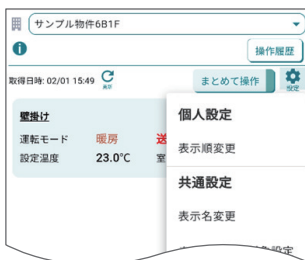 サンプル物件6B1F
操作履歴
取得日時: 02/01 15:49 更新 まとめて操作 設定
壁掛け
運転モード 暖房 送
設定温度 23.0℃ 室
個人設定
表示順変更
共通設定
表示名変更
設定